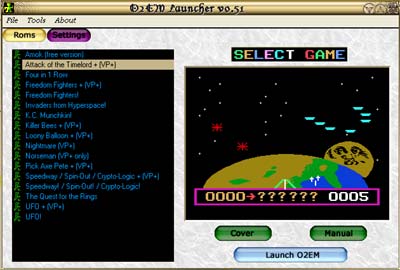 O2EM Launcher v0.51
File Tools About
Roms Settings
SELECT GAME
Amok (free version)
Attack of the Timelord + (VP+)
Four in 1 Row
Freedom Fighters + (VP+)
Freedom Fighters!
Invaders from Hyperspace!
K.C. Munchkin!
Killer Bees + (VP+)
Loony Balloon + (VP+)
Nightmare (VP+)
Norseman (VP+ only)
Pick Axe Pete + (VP+)
Speedway / Spin-Out / Crypto-Logic + (VP+)
Speedway! / Spin-Out! / Crypto-Logic!
The Quest for the Rings
UFO + (VP+)
UFO!
0000→?????? 0005
Cover Manual
Launch O2EM